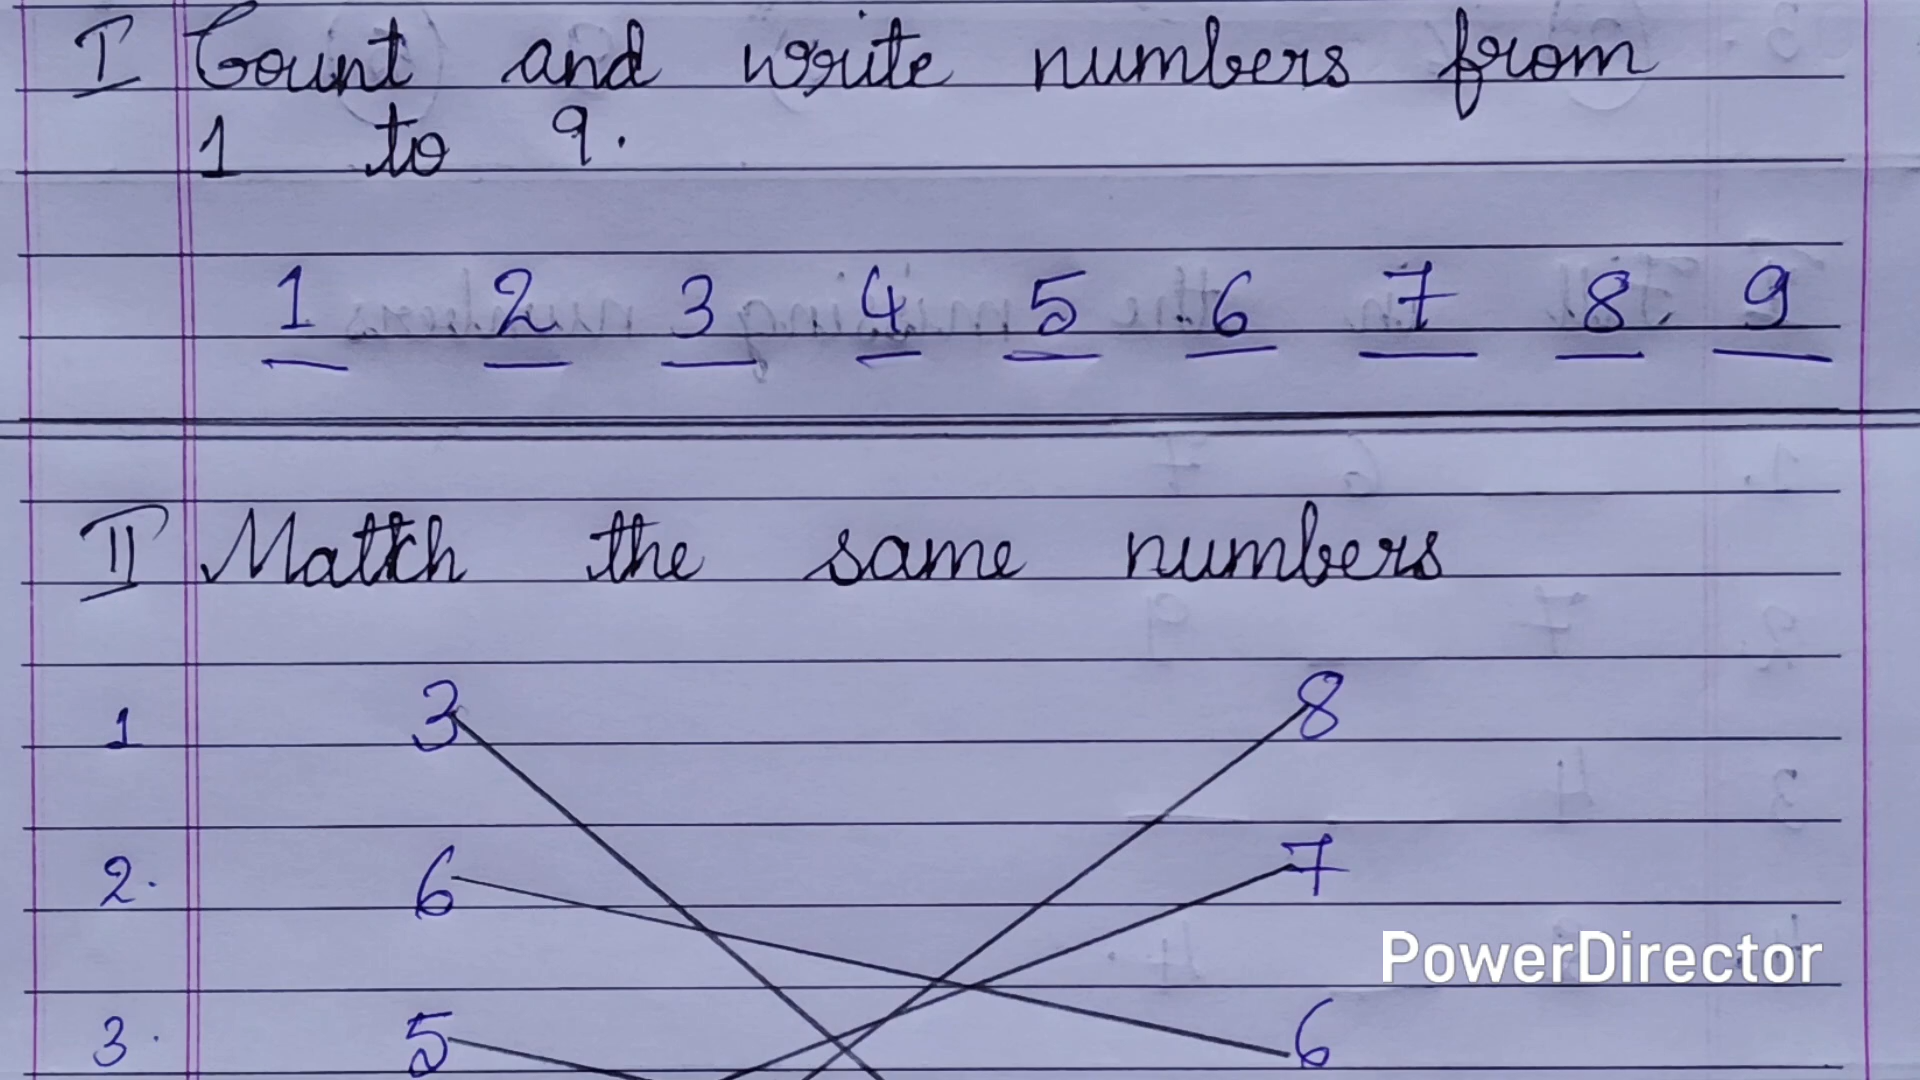 I Count and write numbers from
1 to 9.
1 2 3 4 5 6 7 8 9
II Match the same numbers
1 3 8
2. 6 7
PowerDirector
3. 5 6